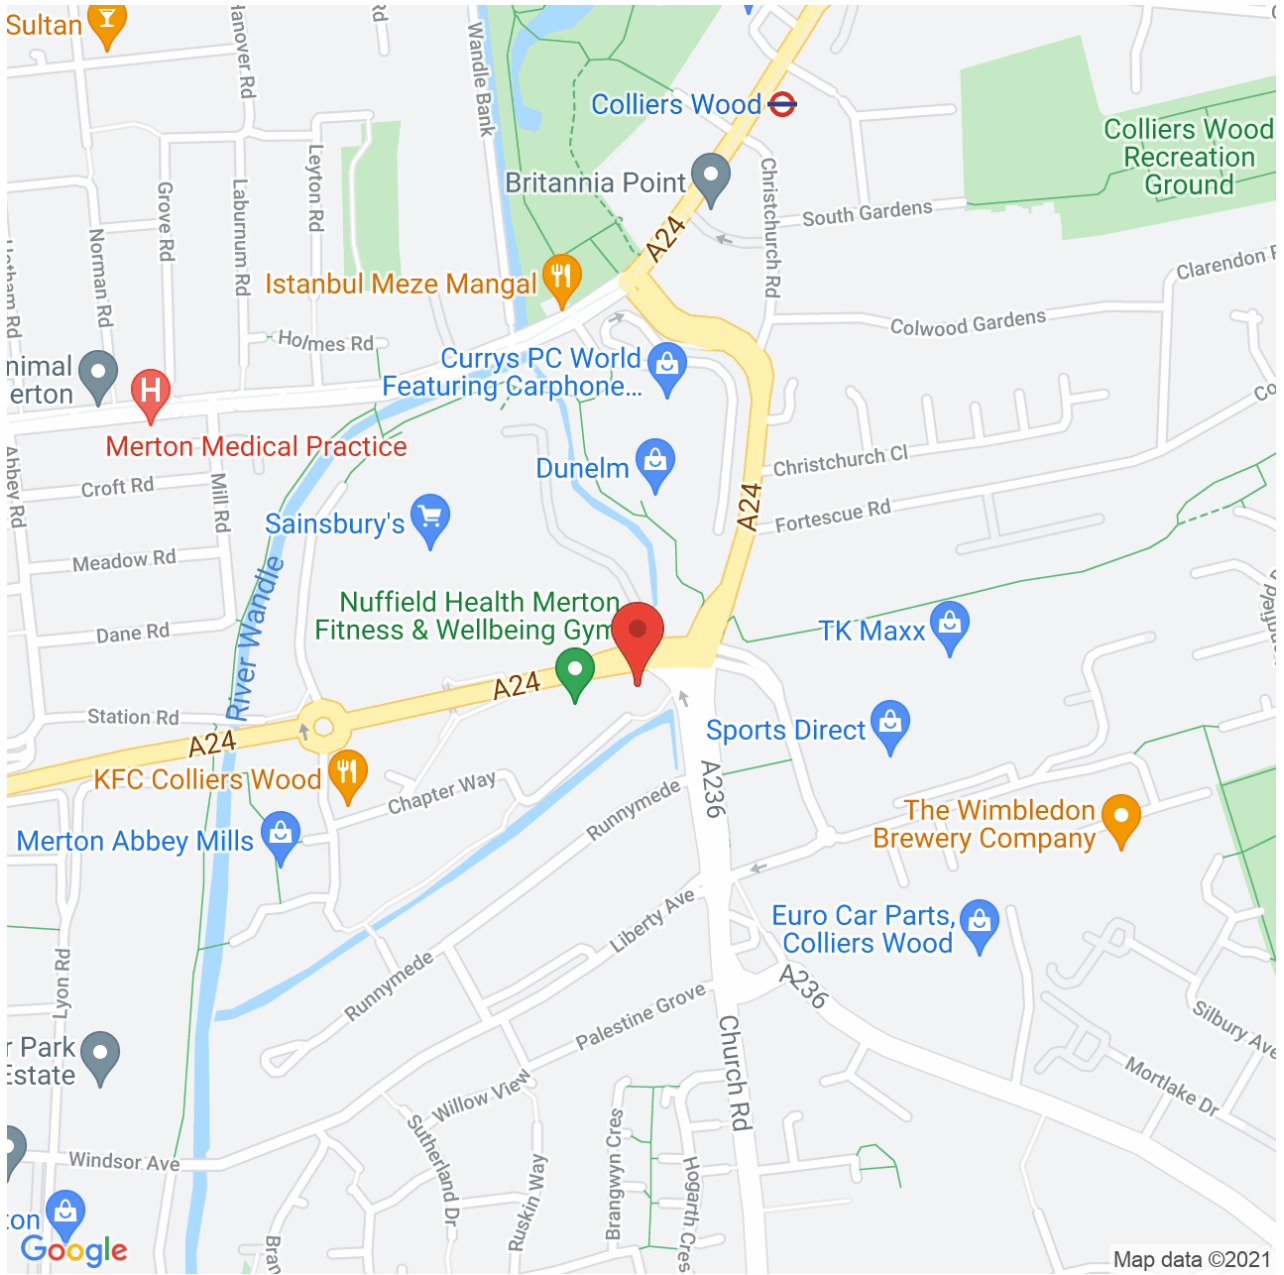 Sultan
Hanover Rd
Rd
Wandle Bank
Colliers Wood
Colliers Wood
Recreation
Ground
Britannia Point
Christchurch Rd
South Gardens
A24
Leyton Rd
Grove Rd
Laburnum Rd
Norman Rd
Hotham Rd
Istanbul Meze Mangal
Clarendon R
Colwood Gardens
Holmes Rd
Currys PC World
Featuring Carphone...
nimal
erton
Merton Medical Practice
Co
Abbey Rd
Croft Rd
Mill Rd
Dunelm
Christchurch Cl
A24
Fortescue Rd
Sainsbury's
Meadow Rd
River Wandle
Nuffield Health Merton
Fitness & Wellbeing Gym
Dane Rd
TK Maxx
A24
Station Rd
A24
Sports Direct
KFC Colliers Wood
Chapter Way
A236
Runnymede
The Wimbledon
Brewery Company
Merton Abbey Mills
Liberty Ave
Euro Car Parts,
Colliers Wood
Runnymede
Lyon Rd
A236
Palestine Grove
Silbury Ave
r Park
Estate
Church Rd
Mortlake Dr
Willow View
Sutherland Dr
Windsor Ave
Ruskin Way
Brangwyn Cres
Hogarth Cres
ton
Bran
Google
Map data ©2021